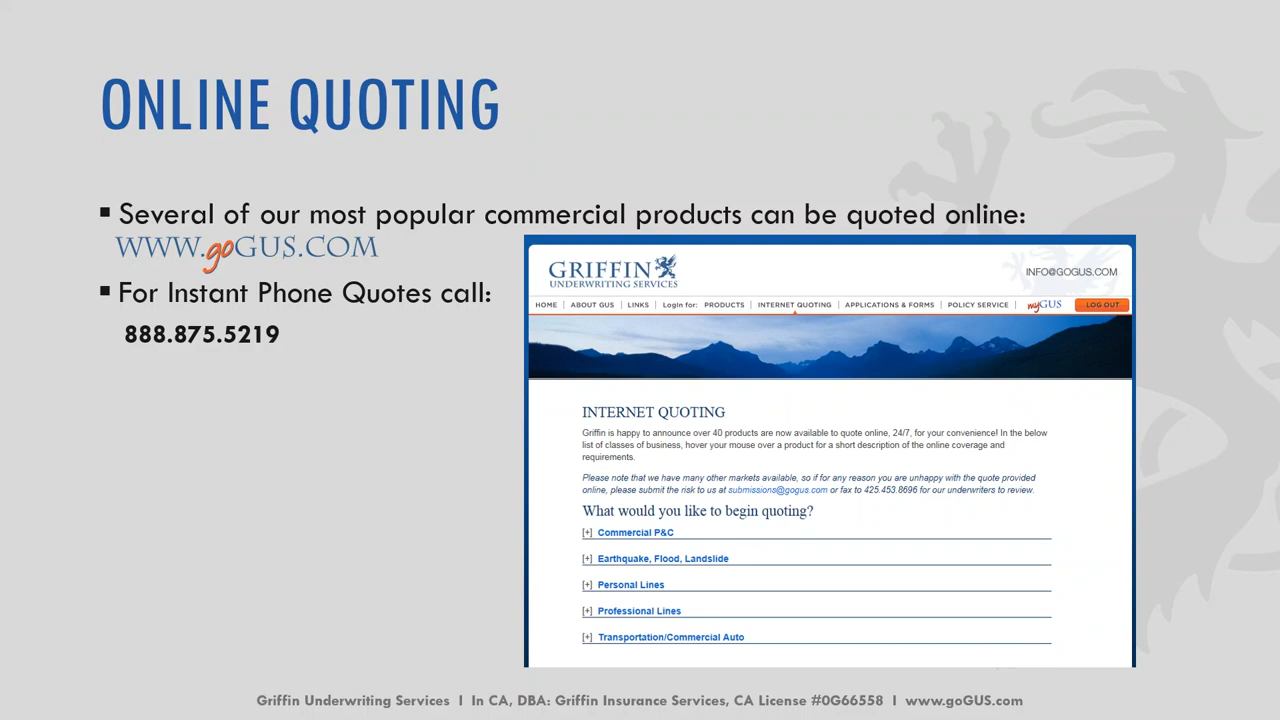 ONLINE QUOTING
▪ Several of our most popular commercial products can be quoted online:
WWW.goGUS.COM
▪ For Instant Phone Quotes call:
888.875.5219
GRIFFIN
UNDERWRITING SERVICES
INFO@GOGUS.COM
HOME | ABOUT GUS | LINKS | Login for: PRODUCTS | INTERNET QUOTING | APPLICATIONS & FORMS | POLICY SERVICE | myGUS LOG OUT
INTERNET QUOTING
Griffin is happy to announce over 40 products are now available to quote online, 24/7, for your convenience! In the below
list of classes of business, hover your mouse over a product for a short description of the online coverage and
requirements.
Please note that we have many other markets available, so if for any reason you are unhappy with the quote provided
online, please submit the risk to us at submissions@gogus.com or fax to 425.453.8696 for our underwriters to review.
What would you like to begin quoting?
[+] Commercial P&C
[+] Earthquake, Flood, Landslide
[+] Personal Lines
[+] Professional Lines
[+] Transportation/Commercial Auto
Griffin Underwriting Services | In CA, DBA: Griffin Insurance Services, CA License #0G66558 | www.goGUS.com